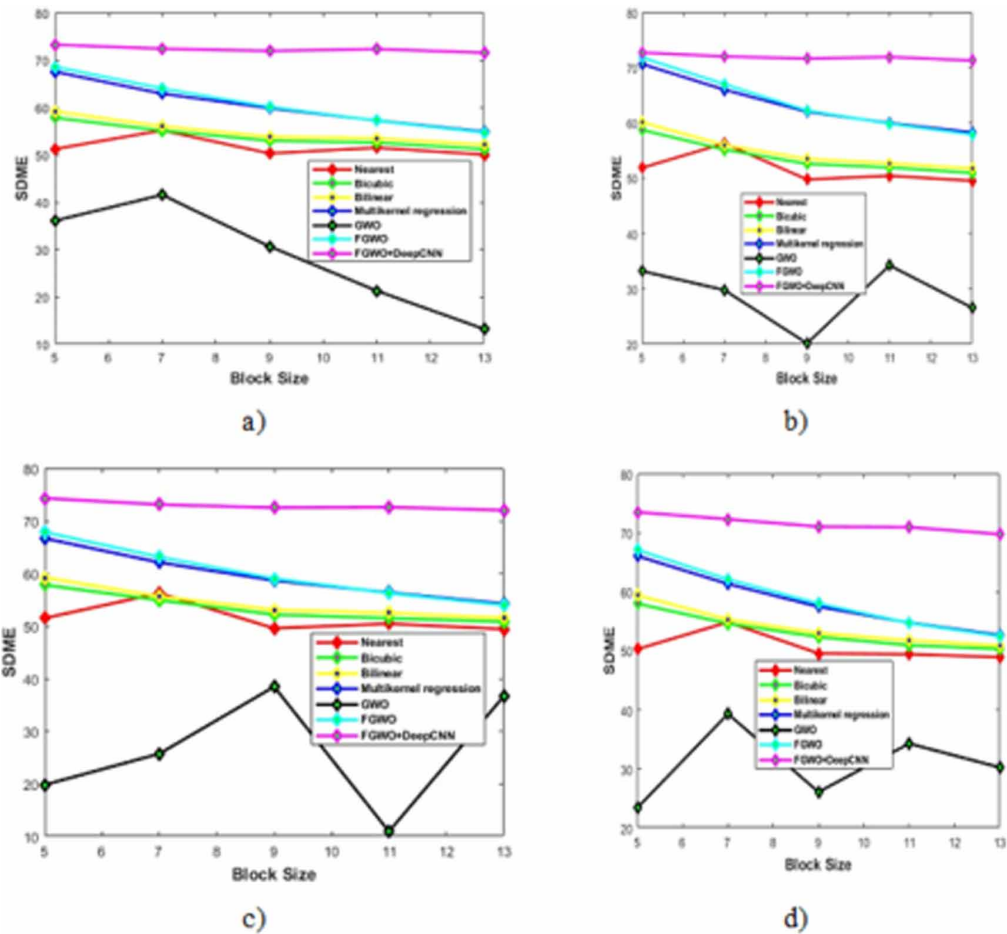 80
70
60
50
40
30
20
10
SDME
5 6 7 8 9 10 11 12 13
Block Size
Nearest
Bicubic
Bilinear
Multikernel regression
GWO
FGWO
FGWO+DeepCNN
a)
80
70
60
50
40
30
20
SDME
5 6 7 8 9 10 11 12 13
Block Size
Nearest
Bicubic
Bilinear
Multikernel regression
GWO
FGWO
FGWO+DeepCNN
b)
80
70
60
50
40
30
20
10
SDME
5 6 7 8 9 10 11 12 13
Block Size
Nearest
Bicubic
Bilinear
Multikernel regression
GWO
FGWO
FGWO+DeepCNN
c)
80
70
60
50
40
30
20
SDME
5 6 7 8 9 10 11 12 13
Block Size
Nearest
Bicubic
Bilinear
Multikernel regression
GWO
FGWO
FGWO+DeepCNN
d)